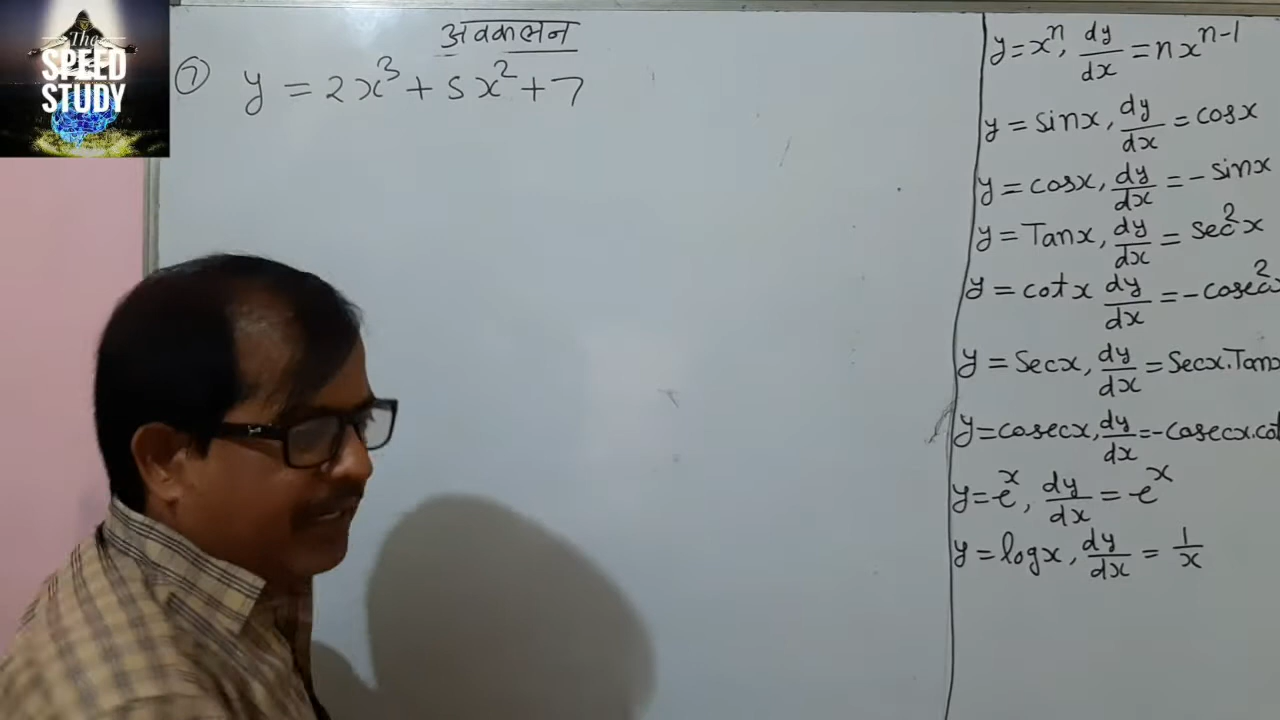 The
SPEED
STUDY
अवकलन
⑦ y = 2x³ + 5x² + 7
y = xⁿ, dy/dx = nxⁿ⁻¹
y = sinx, dy/dx = cosx
y = cosx, dy/dx = - sinx
y = Tanx, dy/dx = sec²x
y = cotx dy/dx = -cosec²
y = Secx, dy/dx = Secx.Tanx
y = cosecx, dy/dx = -cosecx.cot
y = eˣ, dy/dx = eˣ
y = logx, dy/dx = 1/x